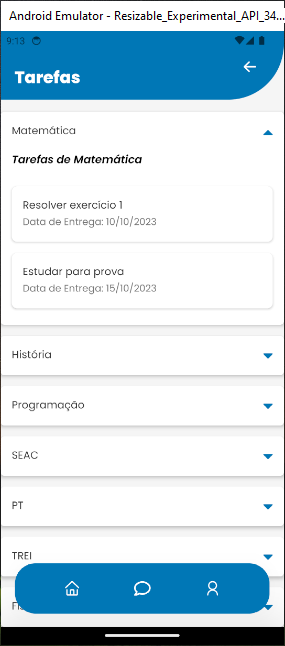 Android Emulator - Resizable_Experimental_API_34...
9:13
Tarefas
Matemática
Tarefas de Matemática
Resolver exercício 1
Data de Entrega: 10/10/2023
Estudar para prova
Data de Entrega: 15/10/2023
História
Programação
SEAC
PT
TREI